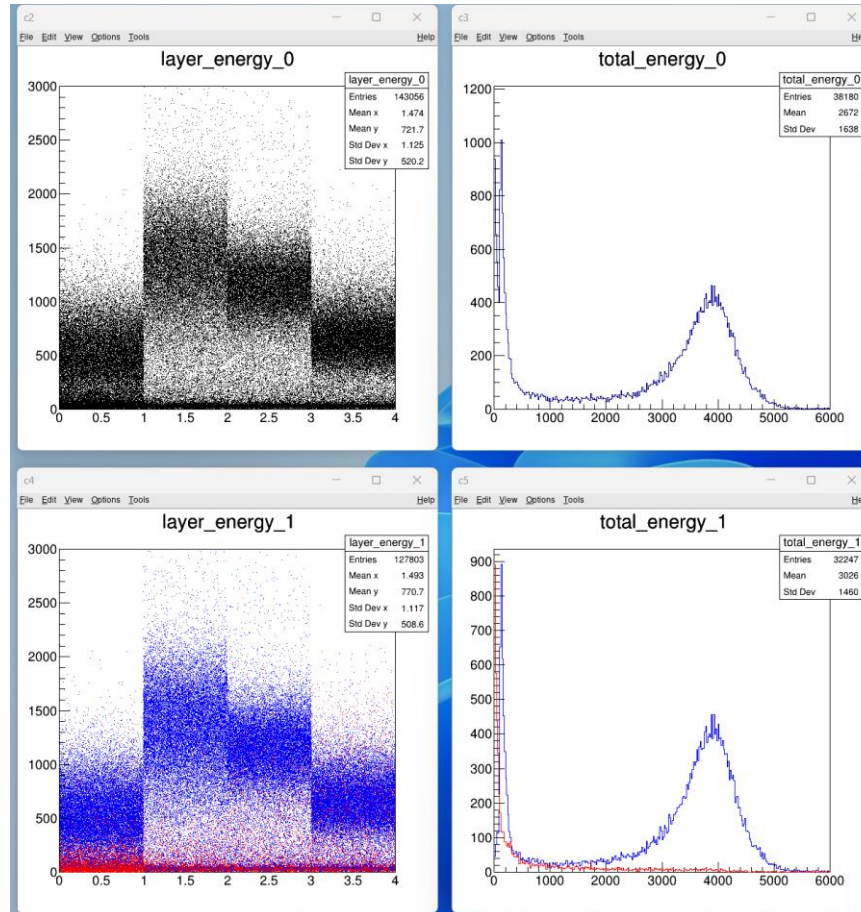 c2
File Edit View Options Tools Help
layer_energy_0
layer_energy_0
Entries 143056
Mean x 1.474
Mean y 721.7
Std Dev x 1.125
Std Dev y 520.2
3000
2500
2000
1500
1000
500
0
0 0.5 1 1.5 2 2.5 3 3.5 4
c3
File Edit View Options Tools He
total_energy_0
total_energy_0
Entries 38180
Mean 2672
Std Dev 1638
1200
1000
800
600
400
200
0
0 1000 2000 3000 4000 5000 6000
c4
File Edit View Options Tools Help
layer_energy_1
layer_energy_1
Entries 127803
Mean x 1.493
Mean y 770.7
Std Dev x 1.117
Std Dev y 508.6
3000
2500
2000
1500
1000
500
0
0 0.5 1 1.5 2 2.5 3 3.5 4
c5
File Edit View Options Tools He
total_energy_1
total_energy_1
Entries 32247
Mean 3026
Std Dev 1460
900
800
700
600
500
400
300
200
100
0
0 1000 2000 3000 4000 5000 6000